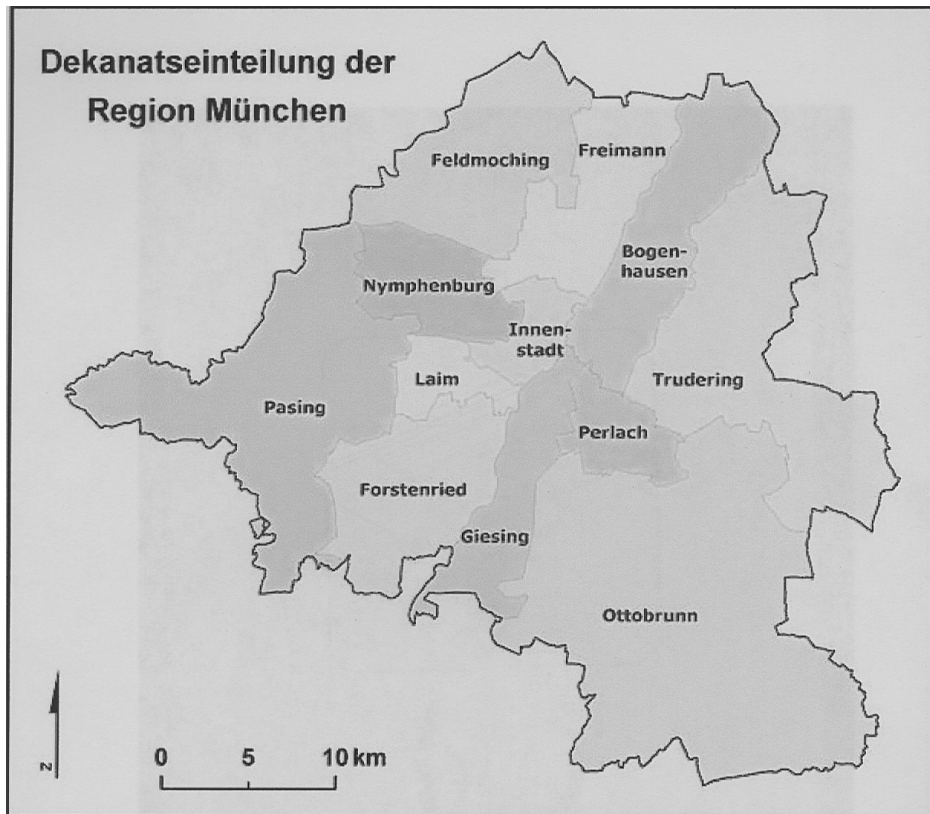 Dekanatseinteilung der
Region München
Feldmoching
Freimann
Bogen-
hausen
Nymphenburg
Innen-
stadt
Laim
Trudering
Pasing
Perlach
Forstenried
Giesing
Ottobrunn
N
0 5 10 km